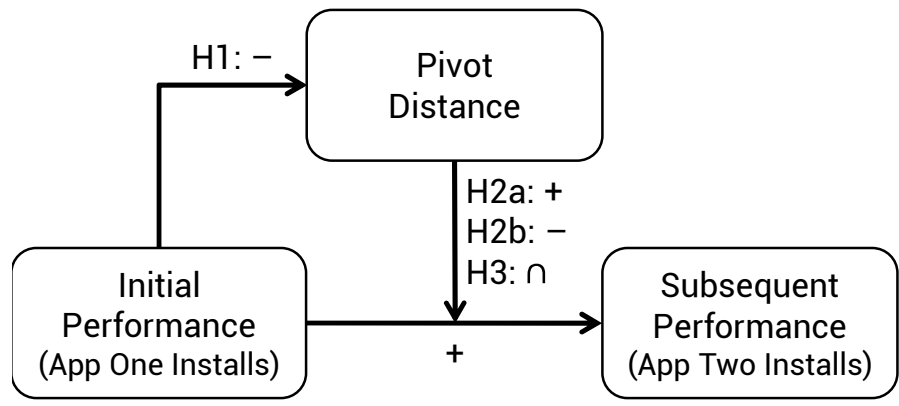 H1: –
Pivot
Distance
H2a: +
H2b: –
H3: ∩
Initial
Performance
(App One Installs)
+
Subsequent
Performance
(App Two Installs)